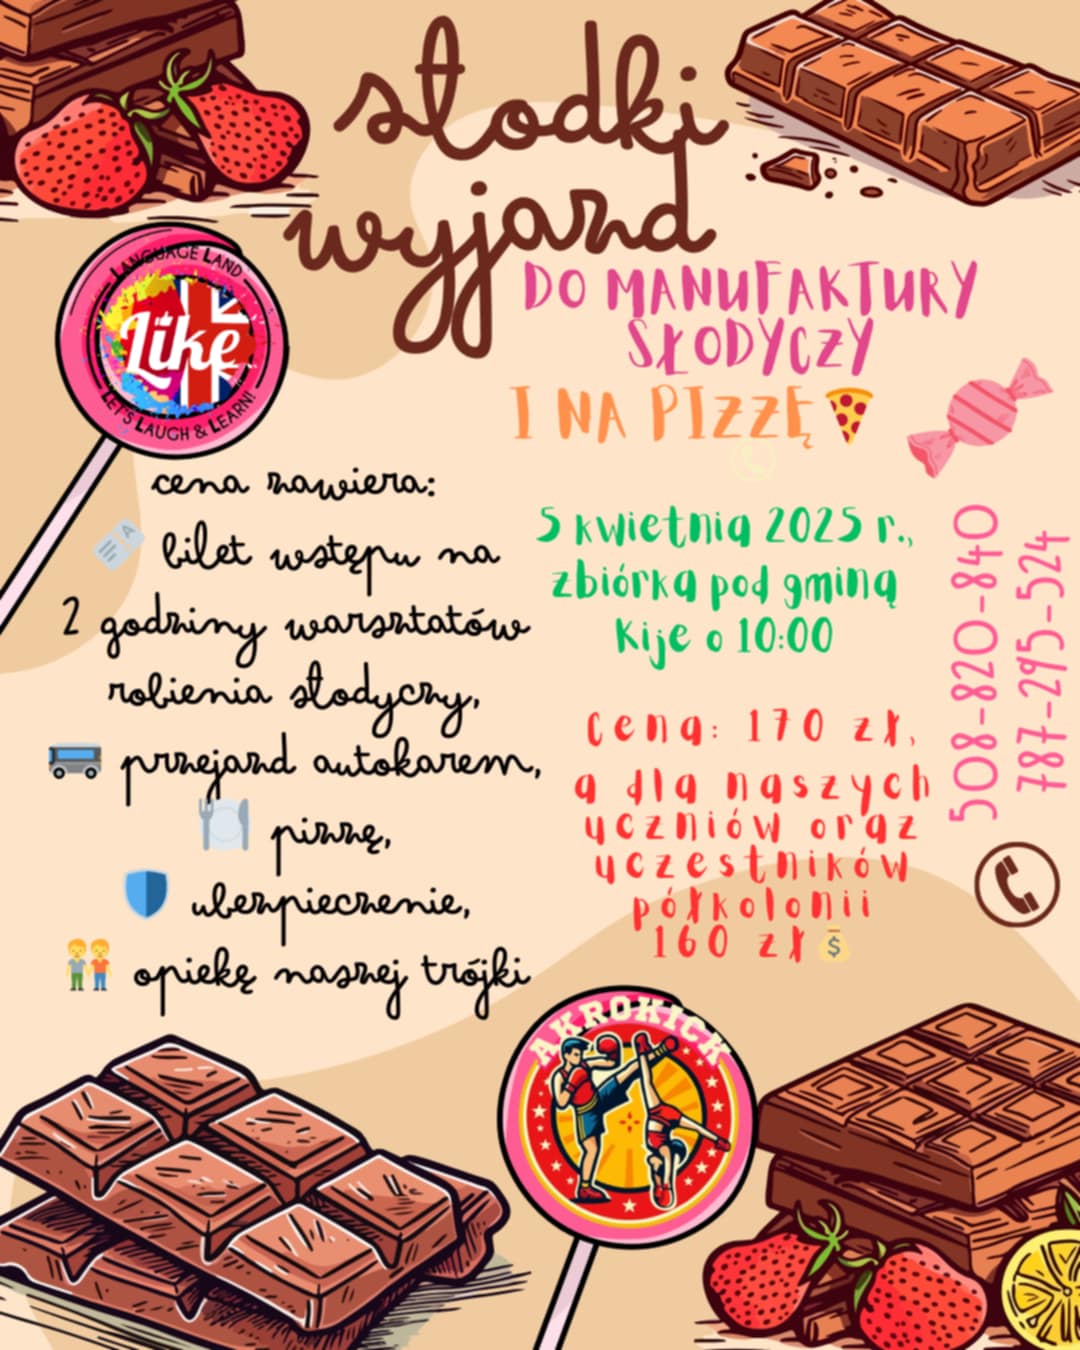 słodki
wyjazd
DO MANUFAKTURY
SŁODYCZY
I NA PIZZĘ
LANGUAGE LAND
Like
LET'S LAUGH & LEARN!
cena zawiera:
bilet wstępu na
2 godziny warsztatów
robienia słodyczy,
przejazd autokarem,
pizzę,
ubezpieczenie,
opiekę naszej trójki
5 kwietnia 2025 r.,
zbiórka pod gminą
Kije o 10:00
cena: 170 zł,
a dla naszych
uczniów oraz
uczestników
półkolonii
160 zł
508-820-840
787-295-524
AKROKICK